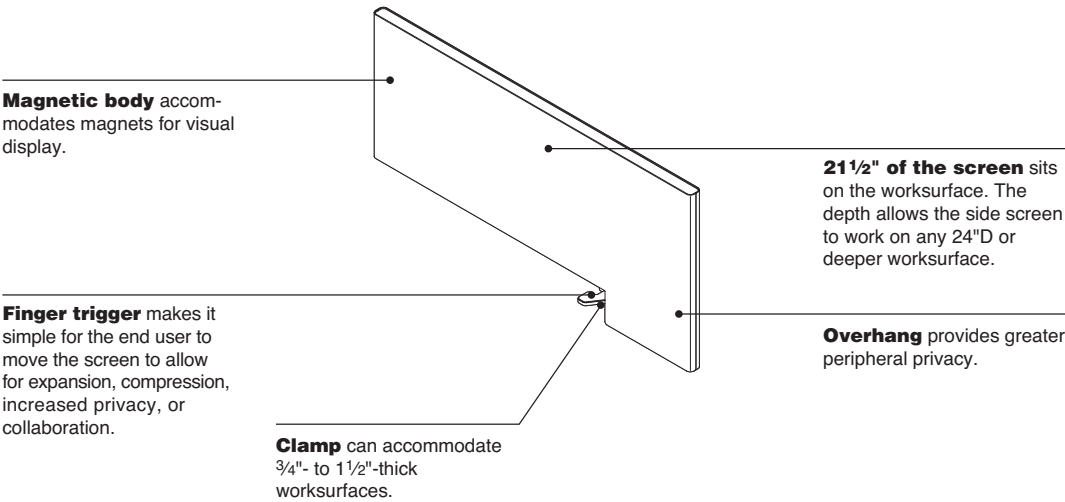 Magnetic body accom-
modates magnets for visual
display.
21½" of the screen sits
on the worksurface. The
depth allows the side screen
to work on any 24"D or
deeper worksurface.
Finger trigger makes it
simple for the end user to
move the screen to allow
for expansion, compression,
increased privacy, or
collaboration.
Overhang provides greater
peripheral privacy.
Clamp can accommodate
¾"- to 1½"-thick
worksurfaces.